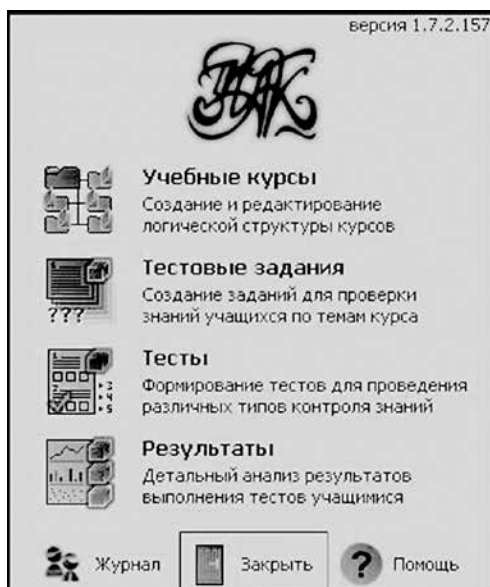 версия 1.7.2.157
Учебные курсы
Создание и редактирование
логической структуры курсов
Тестовые задания
???
Создание заданий для проверки
знаний учащихся по темам курса
Тесты
Формирование тестов для проведения
различных типов контроля знаний
Результаты
Детальный анализ результатов
выполнения тестов учащимися
Журнал
Закрыть
? Помощь